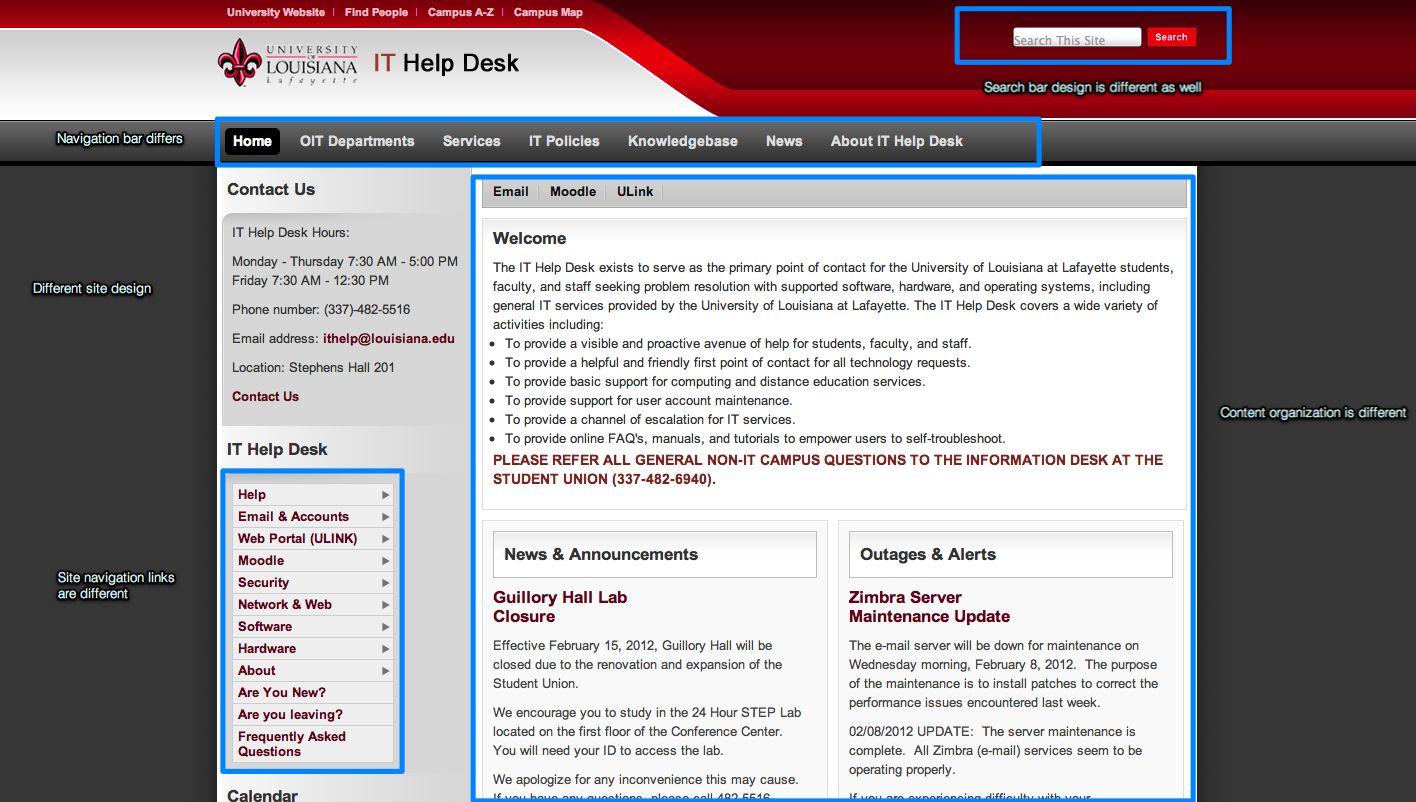 University Website | Find People | Campus A-Z | Campus Map
Search This Site Search
UNIVERSITY
OF
LOUISIANA
Lafayette
IT Help Desk
Search bar design is different as well
Navigation bar differs
Home OIT Departments Services IT Policies Knowledgebase News About IT Help Desk
Contact Us
IT Help Desk Hours:
Monday - Thursday 7:30 AM - 5:00 PM
Friday 7:30 AM - 12:30 PM
Phone number: (337)-482-5516
Email address: ithelp@louisiana.edu
Location: Stephens Hall 201
Contact Us
Different site design
IT Help Desk
Help
Email & Accounts
Web Portal (ULINK)
Moodle
Security
Network & Web
Software
Hardware
About
Are You New?
Are you leaving?
Frequently Asked
Questions
Site navigation links
are different
Calendar
Email Moodle ULink
Welcome
The IT Help Desk exists to serve as the primary point of contact for the University of Louisiana at Lafayette students,
faculty, and staff seeking problem resolution with supported software, hardware, and operating systems, including
general IT services provided by the University of Louisiana at Lafayette. The IT Help Desk covers a wide variety of
activities including:
• To provide a visible and proactive avenue of help for students, faculty, and staff.
• To provide a helpful and friendly first point of contact for all technology requests.
• To provide basic support for computing and distance education services.
• To provide support for user account maintenance.
• To provide a channel of escalation for IT services.
• To provide online FAQ's, manuals, and tutorials to empower users to self-troubleshoot.
PLEASE REFER ALL GENERAL NON-IT CAMPUS QUESTIONS TO THE INFORMATION DESK AT THE
STUDENT UNION (337-482-6940).
Content organization is different
News & Announcements
Guillory Hall Lab
Closure
Effective February 15, 2012, Guillory Hall will be
closed due to the renovation and expansion of the
Student Union.
We encourage you to study in the 24 Hour STEP Lab
located on the first floor of the Conference Center.
You will need your ID to access the lab.
We apologize for any inconvenience this may cause.
If you have any questions, please call 482-5516
Outages & Alerts
Zimbra Server
Maintenance Update
The e-mail server will be down for maintenance on
Wednesday morning, February 8, 2012. The purpose
of the maintenance is to install patches to correct the
performance issues encountered last week.
02/08/2012 UPDATE: The server maintenance is
complete. All Zimbra (e-mail) services seem to be
operating properly.
If you are experiencing difficulty with your